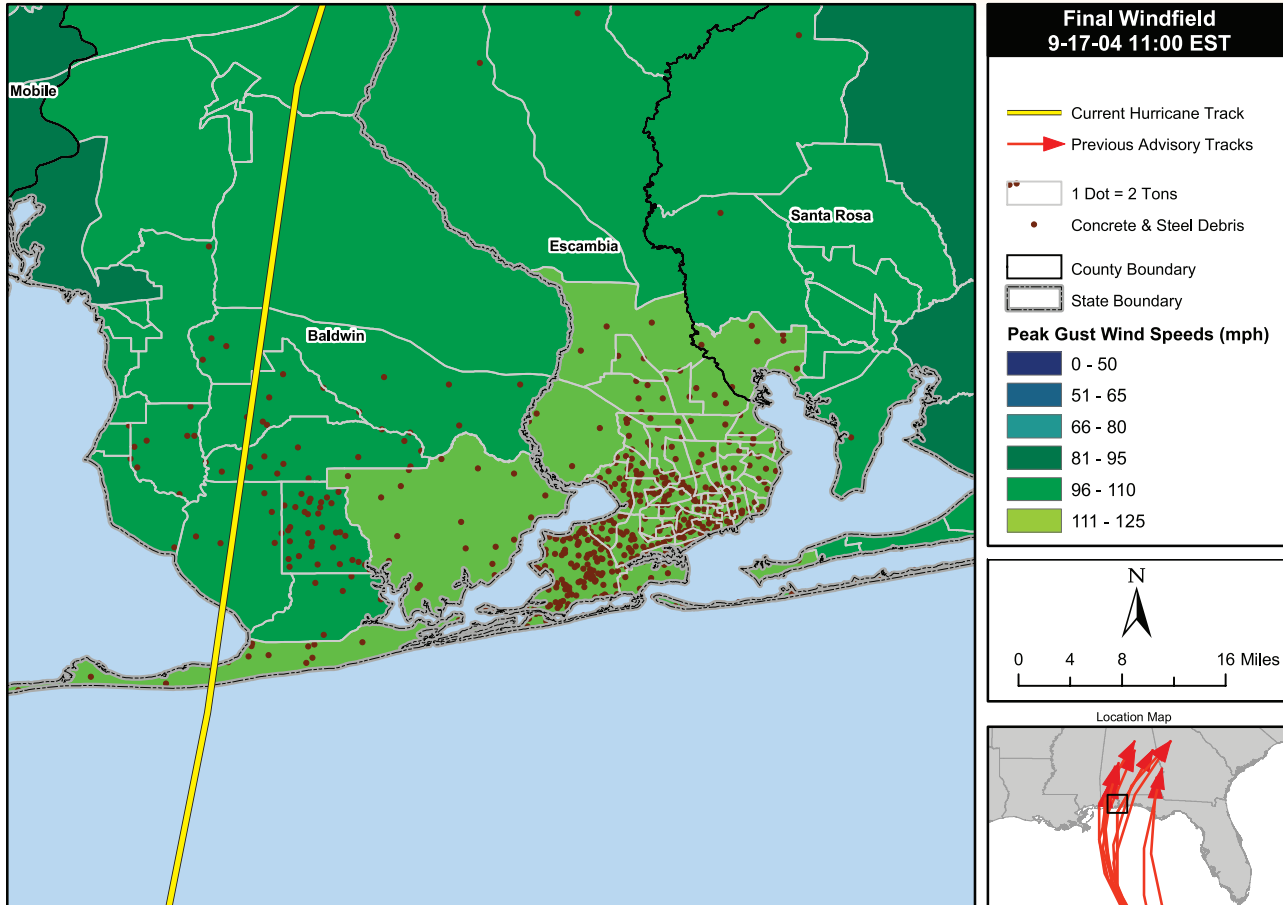 Mobile
Baldwin
Escambia
Santa Rosa
Final Windfield
9-17-04 11:00 EST
Current Hurricane Track
Previous Advisory Tracks
1 Dot = 2 Tons
Concrete & Steel Debris
County Boundary
State Boundary
Peak Gust Wind Speeds (mph)
0 - 50
51 - 65
66 - 80
81 - 95
96 - 110
111 - 125
N
0 4 8 16 Miles
Location Map